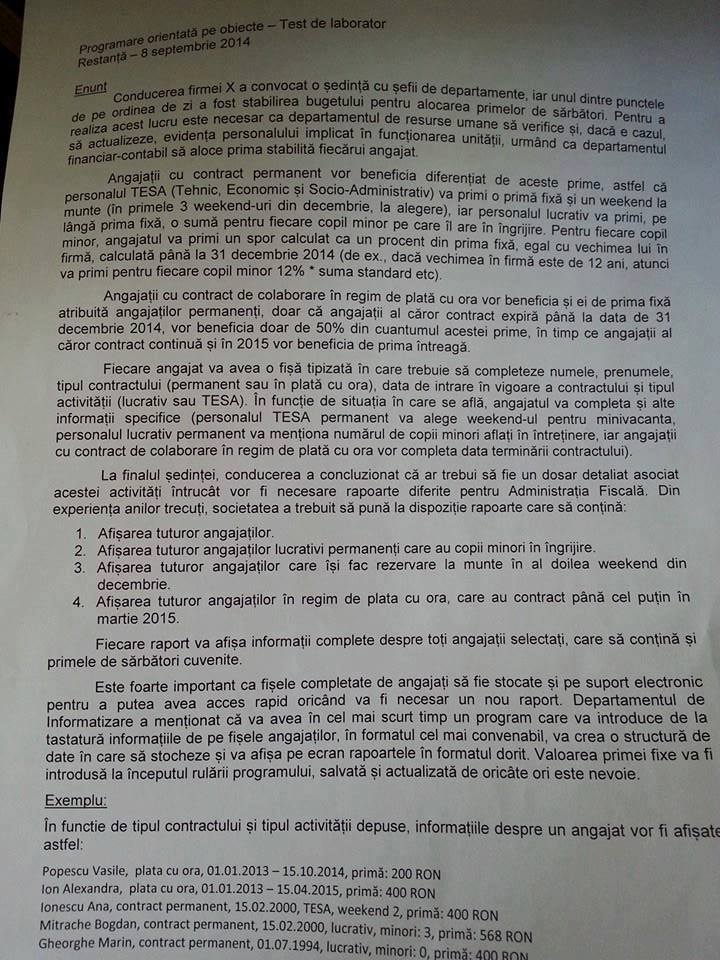 Programare orientată pe obiecte – Test de laborator
Restanță – 8 septembrie 2014
Enunt
Conducerea firmei X a convocat o ședință cu șefii de departamente, iar unul dintre punctele
de pe ordinea de zi a fost stabilirea bugetului pentru alocarea primelor de sărbători. Pentru a
realiza acest lucru este necesar ca departamentul de resurse umane să verifice și, dacă e cazul,
să actualizeze, evidența personalului implicat în funcționarea unității, urmând ca departamentul
financiar-contabil să aloce prima stabilită fiecărui angajat.
Angajații cu contract permanent vor beneficia diferențiat de aceste prime, astfel că
personalul TESA (Tehnic, Economic și Socio-Administrativ) va primi o primă fixă și un weekend la
munte (în primele 3 weekend-uri din decembrie, la alegere), iar personalul lucrativ va primi, pe
lângă prima fixă, o sumă pentru fiecare copil minor pe care îl are în îngrijire. Pentru fiecare copil
minor, angajatul va primi un spor calculat ca un procent din prima fixă, egal cu vechimea lui în
firmă, calculată până la 31 decembrie 2014 (de ex., dacă vechimea în firmă este de 12 ani, atunci
va primi pentru fiecare copil minor 12% * suma standard etc).
Angajații cu contract de colaborare în regim de plată cu ora vor beneficia și ei de prima fixă
atribuită angajaților permanenți, doar că angajații al căror contract expiră până la data de 31
decembrie 2014, vor beneficia doar de 50% din cuantumul acestei prime, în timp ce angajații al
căror contract continuă și în 2015 vor beneficia de prima întreagă.
Fiecare angajat va avea o fișă tipizată în care trebuie să completeze numele, prenumele,
tipul contractului (permanent sau în plată cu ora), data de intrare în vigoare a contractului și tipul
activității (lucrativ sau TESA). În funcție de situația în care se află, angajatul va completa și alte
informații specifice (personalul TESA permanent va alege weekend-ul pentru minivacanta,
personalul lucrativ permanent va menționa numărul de copii minori aflați în întreținere, iar angajații
cu contract de colaborare în regim de plată cu ora vor completa data terminării contractului).
La finalul ședinței, conducerea a concluzionat că ar trebui să fie un dosar detaliat asociat
acestei activități întrucât vor fi necesare rapoarte diferite pentru Administrația Fiscală. Din
experiența anilor trecuți, societatea a trebuit să pună la dispoziție rapoarte care să conțină:
1. Afișarea tuturor angajaților.
2. Afișarea tuturor angajaților lucrativi permanenți care au copii minori în îngrijire.
3. Afișarea tuturor angajaților care își fac rezervare la munte în al doilea weekend din
decembrie.
4. Afișarea tuturor angajaților în regim de plata cu ora, care au contract până cel puțin în
martie 2015.
Fiecare raport va afișa informații complete despre toți angajații selectați, care să conțină și
primele de sărbători cuvenite.
Este foarte important ca fișele completate de angajați să fie stocate și pe suport electronic
pentru a putea avea acces rapid oricând va fi necesar un nou raport. Departamentul de
Informatizare a menționat că va avea în cel mai scurt timp un program care va introduce de la
tastatură informațiile de pe fișele angajaților, în formatul cel mai convenabil, va crea o structură de
date în care să stocheze și va afișa pe ecran rapoartele în formatul dorit. Valoarea primei fixe va fi
introdusă la începutul rulării programului, salvată și actualizată de oricâte ori este nevoie.
Exemplu:
În functie de tipul contractului și tipul activității depuse, informațiile despre un angajat vor fi afișate
astfel:
Popescu Vasile, plata cu ora, 01.01.2013 – 15.10.2014, primă: 200 RON
Ion Alexandra, plata cu ora, 01.01.2013 – 15.04.2015, primă: 400 RON
Ionescu Ana, contract permanent, 15.02.2000, TESA, weekend 2, primă: 400 RON
Mitrache Bogdan, contract permanent, 15.02.2000, lucrativ, minori: 3, primă: 568 RON
Gheorghe Marin, contract permanent, 01.07.1994, lucrativ, minori: 0, primă: 400 RON